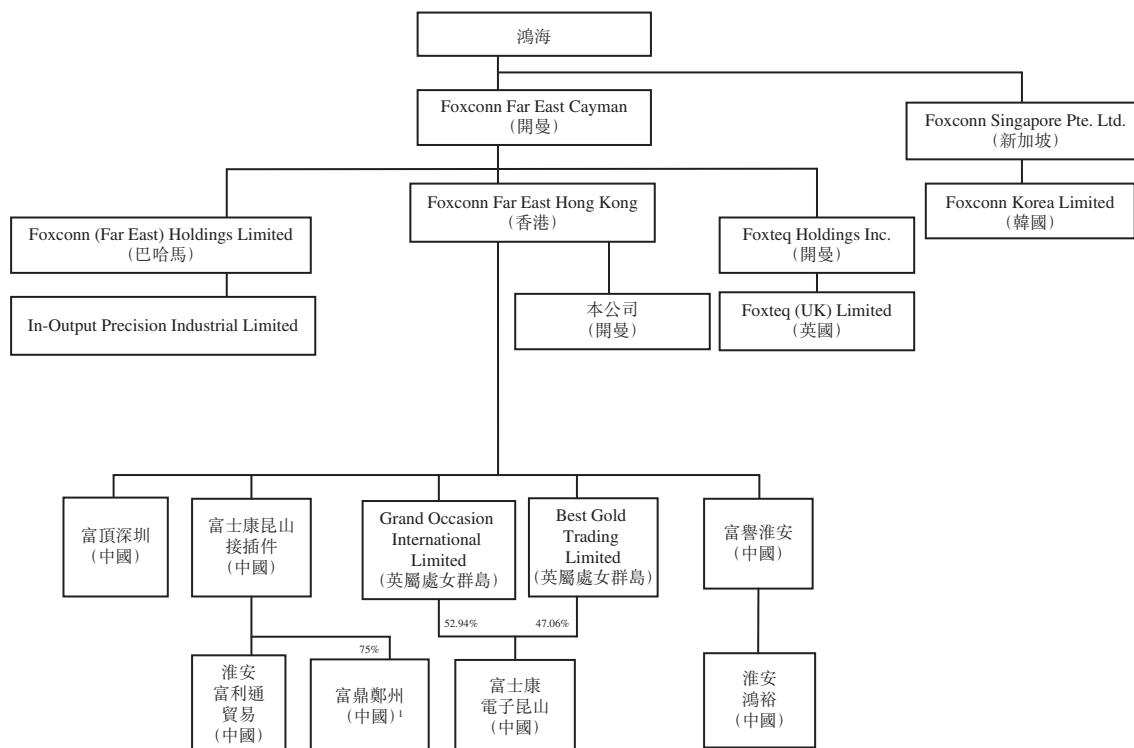 鴻海
Foxconn Far East Cayman
(開曼)
Foxconn Singapore Pte. Ltd.
(新加坡)
Foxconn (Far East) Holdings Limited
(巴哈馬)
Foxconn Far East Hong Kong
(香港)
Foxteq Holdings Inc.
(開曼)
Foxconn Korea Limited
(韓國)
In-Output Precision Industrial Limited
本公司
(開曼)
Foxteq (UK) Limited
(英國)
富頂深圳
(中國)
富士康昆山
接插件
(中國)
Grand Occasion
International
Limited
(英屬處女群島)
Best Gold
Trading
Limited
(英屬處女群島)
富譽淮安
(中國)
52.94%
47.06%
75%
淮安
富利通
貿易
(中國)
富鼎鄭州
(中國)1
富士康
電子昆山
(中國)
淮安
鴻裕
(中國)